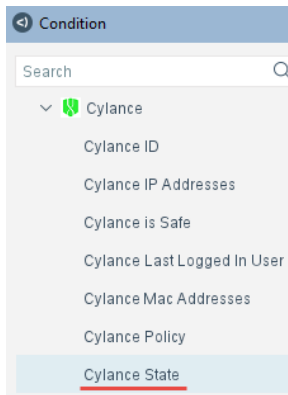 Condition
Search
Cylance
Cylance ID
Cylance IP Addresses
Cylance is Safe
Cylance Last Logged In User
Cylance Mac Addresses
Cylance Policy
Cylance State